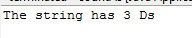 The string has 3 Ds